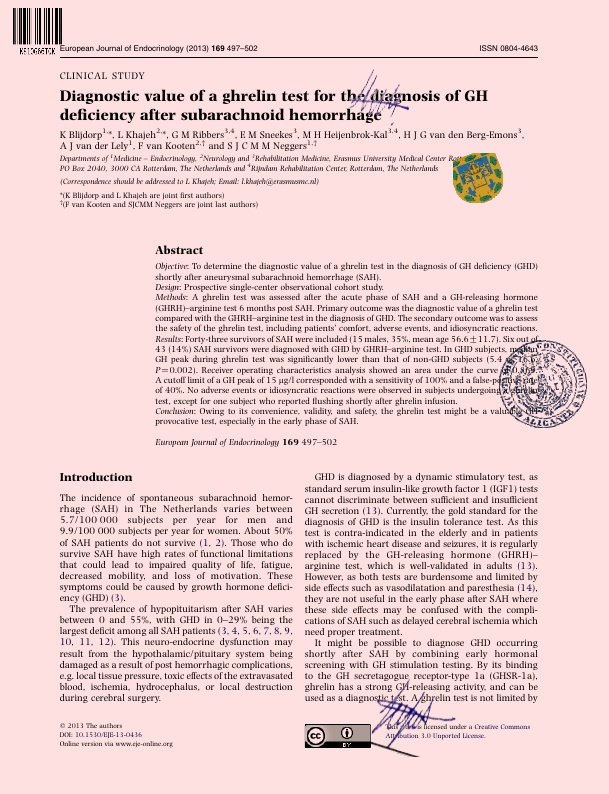 K910G66TCK
European Journal of Endocrinology (2013) 169 497–502
ISSN 0804-4643
CLINICAL STUDY
Diagnostic value of a ghrelin test for the diagnosis of GH
deficiency after subarachnoid hemorrhage
K Blijdorp1,*, L Khajeh2,*, G M Ribbers3,4, E M Sneekes3, M H Heijenbrok-Kal3,4, H J G van den Berg-Emons3,
A J van der Lely1, F van Kooten2,† and S J C M M Neggers1,†
Departments of 1Medicine – Endocrinology, 2Neurology and 3Rehabilitation Medicine, Erasmus University Medical Center
PO Box 2040, 3000 CA Rotterdam, The Netherlands and 4Rijndam Rehabilitation Center, Rotterdam, The Netherlands
(Correspondence should be addressed to L Khajeh; Email: l.khajeh@erasmusmc.nl)
*(K Blijdorp and L Khajeh are joint first authors)
†(F van Kooten and SJCMM Neggers are joint last authors)
Abstract
Objective: To determine the diagnostic value of a ghrelin test in the diagnosis of GH deficiency (GHD)
shortly after aneurysmal subarachnoid hemorrhage (SAH).
Design: Prospective single-center observational cohort study.
Methods: A ghrelin test was assessed after the acute phase of SAH and a GH-releasing hormone
(GHRH)–arginine test 6 months post SAH. Primary outcome was the diagnostic value of a ghrelin test
compared with the GHRH–arginine test in the diagnosis of GHD. The secondary outcome was to assess
the safety of the ghrelin test, including patients' comfort, adverse events, and idiosyncratic reactions.
Results: Forty-three survivors of SAH were included (15 males, 35%, mean age 56.6±11.7). Six out of
43 (14%) SAH survivors were diagnosed with GHD by GHRH–arginine test. In GHD subjects, median
GH peak during ghrelin test was significantly lower than that of non-GHD subjects (5.4
P=0.002). Receiver operating characteristics analysis showed an area under the curve
A cutoff limit of a GH peak of 15 μg/l corresponded with a sensitivity of 100% and a false-positive rate
of 40%. No adverse events or idiosyncratic reactions were observed in subjects undergoing a ghrelin
test, except for one subject who reported flushing shortly after ghrelin infusion.
Conclusion: Owing to its convenience, validity, and safety, the ghrelin test might be a valuable GH
provocative test, especially in the early phase of SAH.
European Journal of Endocrinology 169 497–502
Introduction
The incidence of spontaneous subarachnoid hemor-
rhage (SAH) in The Netherlands varies between
5.7/100 000 subjects per year for men and
9.9/100 000 subjects per year for women. About 50%
of SAH patients do not survive (1, 2). Those who do
survive SAH have high rates of functional limitations
that could lead to impaired quality of life, fatigue,
decreased mobility, and loss of motivation. These
symptoms could be caused by growth hormone defici-
ency (GHD) (3).
The prevalence of hypopituitarism after SAH varies
between 0 and 55%, with GHD in 0–29% being the
largest deficit among all SAH patients (3, 4, 5, 6, 7, 8, 9,
10, 11, 12). This neuro-endocrine dysfunction may
result from the hypothalamic/pituitary system being
damaged as a result of post hemorrhagic complications,
e.g. local tissue pressure, toxic effects of the extravasated
blood, ischemia, hydrocephalus, or local destruction
during cerebral surgery.
GHD is diagnosed by a dynamic stimulatory test, as
standard serum insulin-like growth factor 1 (IGF1) tests
cannot discriminate between sufficient and insufficient
GH secretion (13). Currently, the gold standard for the
diagnosis of GHD is the insulin tolerance test. As this
test is contra-indicated in the elderly and in patients
with ischemic heart disease and seizures, it is regularly
replaced by the GH-releasing hormone (GHRH)–
arginine test, which is well-validated in adults (13).
However, as both tests are burdensome and limited by
side effects such as vasodilatation and paresthesia (14),
they are not useful in the early phase after SAH where
these side effects may be confused with the compli-
cations of SAH such as delayed cerebral ischemia which
need proper treatment.
It might be possible to diagnose GHD occurring
shortly after SAH by combining early hormonal
screening with GH stimulation testing. By its binding
to the GH secretagogue receptor-type 1a (GHSR-1a),
ghrelin has a strong GH-releasing activity, and can be
used as a diagnostic test. A ghrelin test is not limited by
© 2013 The authors
DOI: 10.1530/EJE-13-0436
Online version via www.eje-online.org
cc BY
This is licensed under a Creative Commons
Attribution 3.0 Unported License.